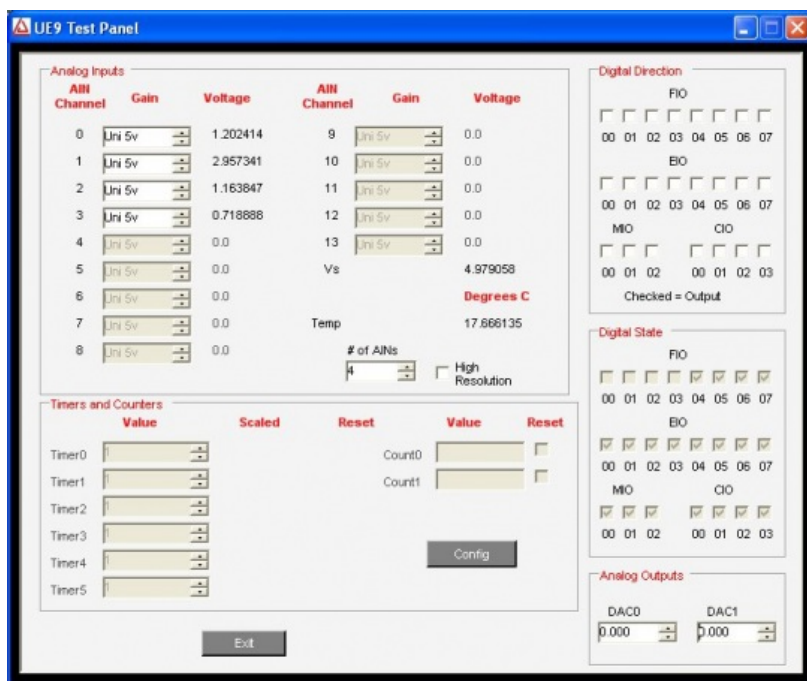 UE9 Test Panel
Analog Inputs
AIN Channel Gain Voltage AIN Channel Gain Voltage
0 Uni 5v 1.202414 9 Uni 5v 0.0
1 Uni 5v 2.957341 10 Uni 5v 0.0
2 Uni 5v 1.163847 11 Uni 5v 0.0
3 Uni 5v 0.718888 12 Uni 5v 0.0
4 Uni 5v 0.0 13 Uni 5v 0.0
5 Uni 5v 0.0 Vs 4.979058
6 Uni 5v 0.0 Degrees C
7 Uni 5v 0.0 Temp 17.666135
8 Uni 5v 0.0
# of AINs
4
High Resolution
Timers and Counters
Value Scaled Reset Value Reset
Timer0 1 Count0
Timer1 1 Count1
Timer2 1
Timer3 1
Timer4 1
Timer5 1
Config
Exit
Digital Direction
FIO
00 01 02 03 04 05 06 07
EIO
00 01 02 03 04 05 06 07
MIO CIO
00 01 02 00 01 02 03
Checked = Output
Digital State
FIO
00 01 02 03 04 05 06 07
EIO
00 01 02 03 04 05 06 07
MIO CIO
00 01 02 00 01 02 03
Analog Outputs
DAC0 DAC1
0.000 0.000